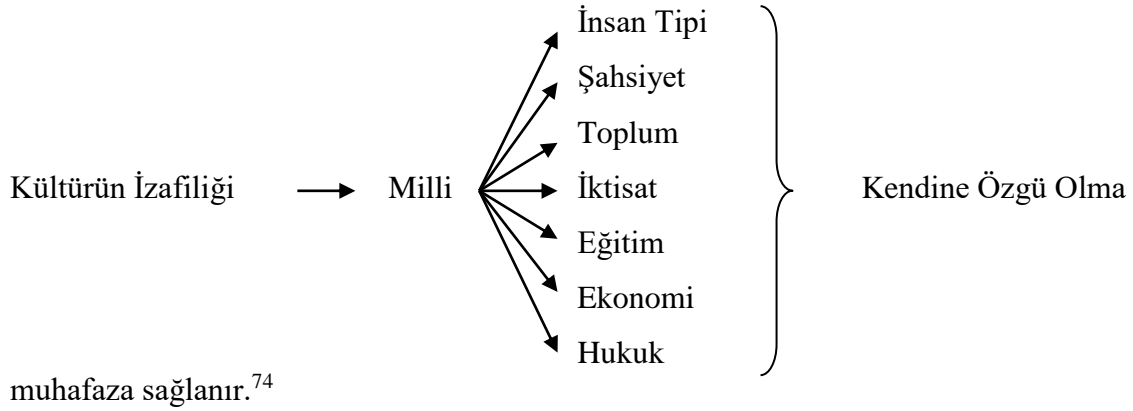 İnsan Tipi
Şahsiyet
Toplum
Kültürün İzafiliği Milli İktisat Kendine Özgü Olma
Eğitim
Ekonomi
Hukuk
muhafaza sağlanır.74